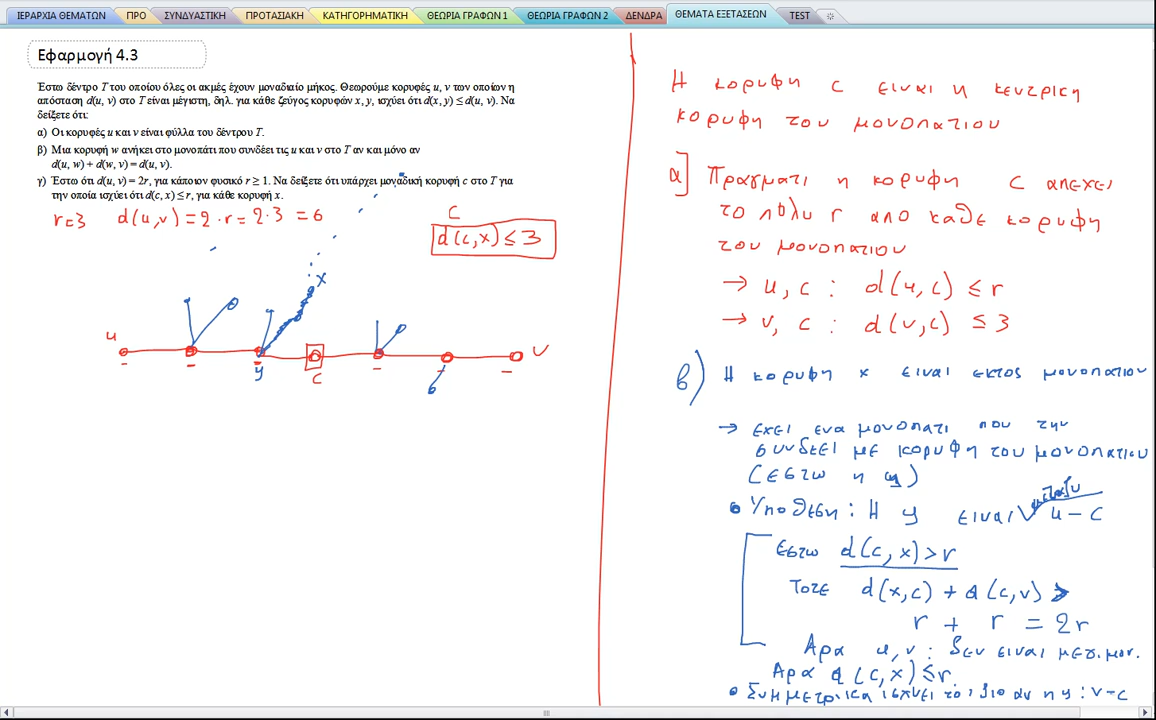 ΙΕΡΑΡΧΙΑ ΘΕΜΑΤΩΝ ΠΡΟ ΣΥΝΔΥΑΣΤΙΚΗ ΠΡΟΤΑΣΙΑΚΗ ΚΑΤΗΓΟΡΗΜΑΤΙΚΗ ΘΕΩΡΙΑ ΓΡΑΦΩΝ 1 ΘΕΩΡΙΑ ΓΡΑΦΩΝ 2 ΔΕΝΔΡΑ ΘΕΜΑΤΑ ΕΞΕΤΑΣΕΩΝ TEST
Εφαρμογή 4.3
Έστω δέντρο T του οποίου όλες οι ακμές έχουν μοναδιαίο μήκος. Θεωρούμε κορυφές u, v των οποίων η
απόσταση d(u, v) στο T είναι μέγιστη, δηλ. για κάθε ζεύγος κορυφών x, y, ισχύει ότι d(x, y) ≤ d(u, v). Να
δείξετε ότι:
α) Οι κορυφές u και v είναι φύλλα του δέντρου T.
β) Μια κορυφή w ανήκει στο μονοπάτι που συνδέει τις u και v στο T αν και μόνο αν
d(u, w) + d(w, v) = d(u, v).
γ) Έστω ότι d(u, v) = 2r, για κάποιον φυσικό r ≥ 1. Να δείξετε ότι υπάρχει μοναδική κορυφή c στο T για
την οποία ισχύει ότι d(c, x) ≤ r, για κάθε κορυφή x.
r=3 d(u,v) = 2·r = 2·3 = 6
c
d(c,x) ≤ 3
x
u
v
y
c
Η κορυφη c ειναι η κεντρικη
κορυφη του μονοπατιου
α] Πραγματι η κορυφη c απεχει
το πολυ r απο καθε κορυφη
του μονοπατιου
→ u, c : d(u,c) ≤ r
→ v, c : d(v,c) ≤ 3
β) Η κορυφη x ειναι εκτος μονοπατιου
→ εχει ενα μονοπατι που την
συνδεει με κορυφη του μονοπατιου
(εστω η y)
• Υποθεση : Η y ειναι μεταξυ u - c
εστω d(c, x) > r
Τοτε d(x,c) + d(c,v) >
r + r = 2r
Αρα u, v : δεν ειναι μεγ. μον.
Αρα d(c,x) ≤ r.
• Συμμετρικα ισχυει το ιδιο αν η y : v-c